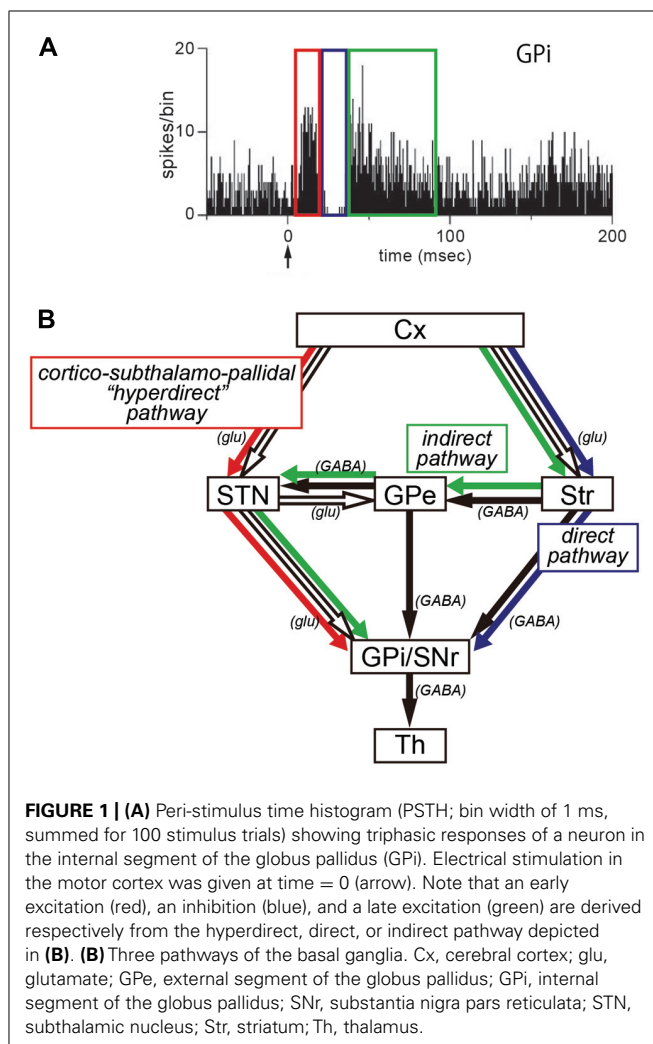 A
GPi
20
10
0
spikes/bin
0
100
200
time (msec)
B
Cx
cortico-subthalamo-pallidal
"hyperdirect"
pathway
(glu)
(glu)
indirect
pathway
(GABA)
STN
GPe
Str
(glu)
(GABA)
direct
pathway
(glu)
(GABA)
(GABA)
GPi/SNr
(GABA)
Th
FIGURE 1 | (A) Peri-stimulus time histogram (PSTH; bin width of 1 ms,
summed for 100 stimulus trials) showing triphasic responses of a neuron in
the internal segment of the globus pallidus (GPi). Electrical stimulation in
the motor cortex was given at time = 0 (arrow). Note that an early
excitation (red), an inhibition (blue), and a late excitation (green) are derived
respectively from the hyperdirect, direct, or indirect pathway depicted
in (B). (B) Three pathways of the basal ganglia. Cx, cerebral cortex; glu,
glutamate; GPe, external segment of the globus pallidus; GPi, internal
segment of the globus pallidus; SNr, substantia nigra pars reticulata; STN,
subthalamic nucleus; Str, striatum; Th, thalamus.